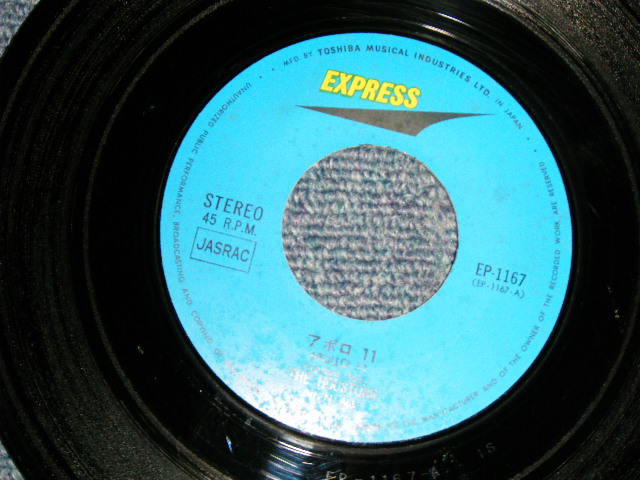 MFD. BY TOSHIBA MUSICAL INDUSTRIES LTD. IN JAPAN
EXPRESS
STEREO
45 R.P.M.
JASRAC
EP-1167
(EP-1167-A)
アポロ 11
UNAUTHORIZED PUBLIC PERFORMANCE, BROADCASTING AND COPYING OF
THE MANUFACTURER AND OF THE OWNER OF THE RECORDED WORK ARE RESERVED
EP-1167-A